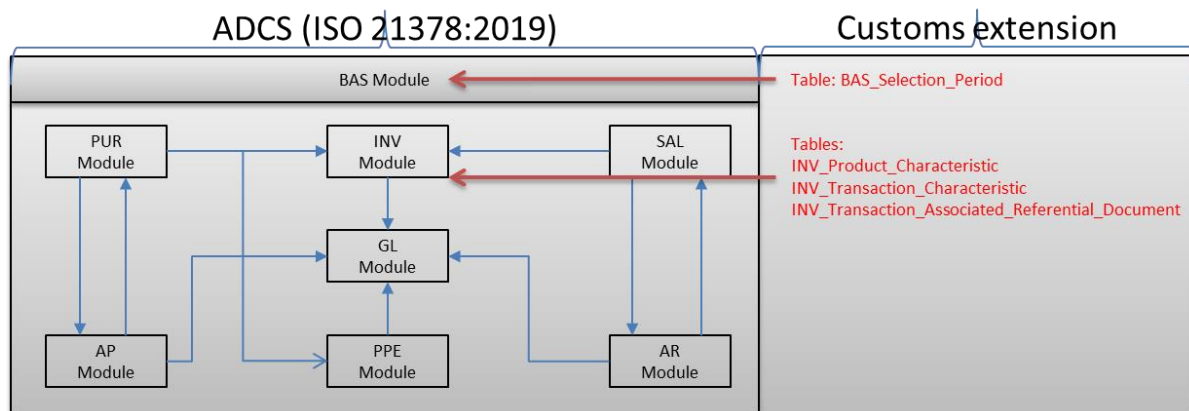 ADCS (ISO 21378:2019)
Customs extension
BAS Module
Table: BAS_Selection_Period
PUR
Module
INV
Module
SAL
Module
Tables:
INV_Product_Characteristic
INV_Transaction_Characteristic
INV_Transaction_Associated_Referential_Document
GL
Module
AP
Module
PPE
Module
AR
Module